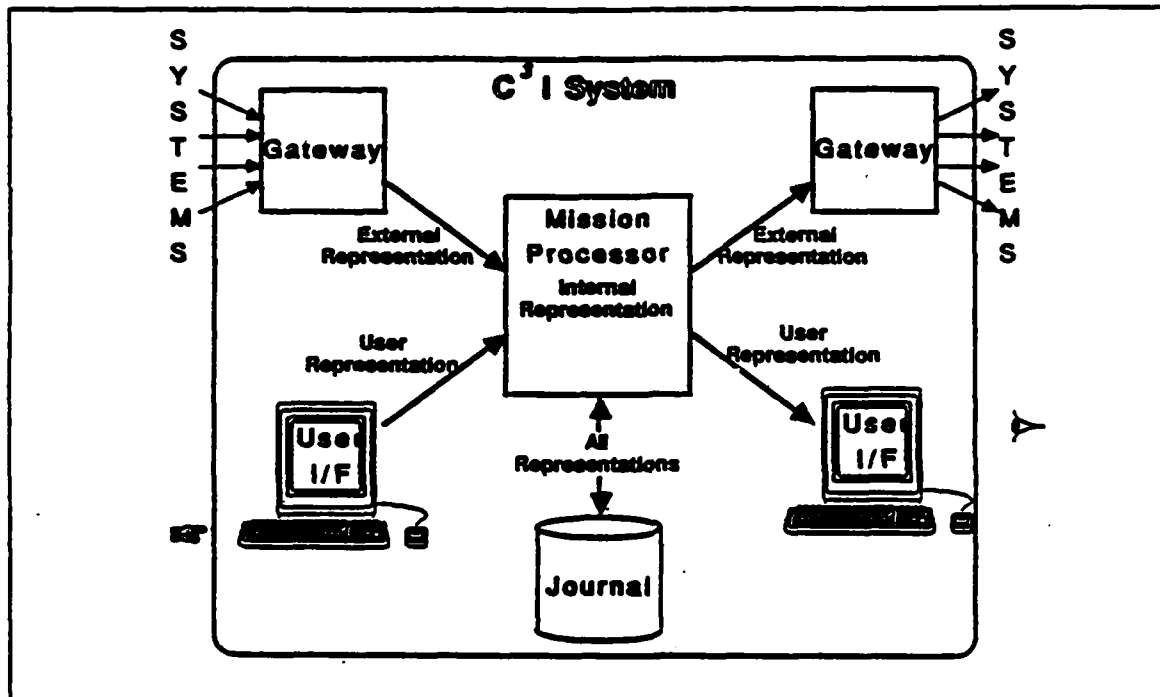 C³I System
S
Y
S
T
E
M
S
Gateway
External
Representation
Mission
Processor
Internal
Representation
Gateway
External
Representation
S
Y
S
T
E
M
S
User
Representation
User
Representation
User
I/F
All
Representations
User
I/F
Journal